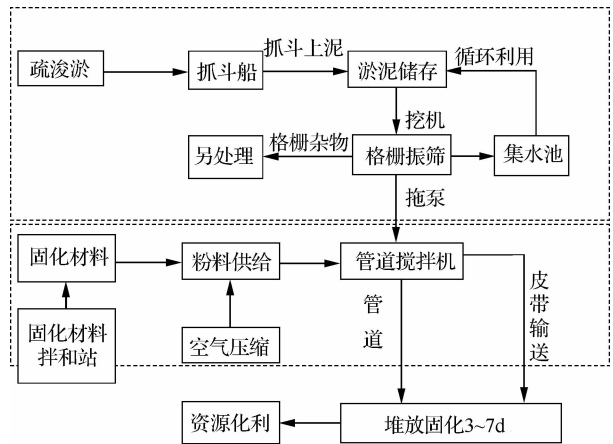 抓斗上泥
循环利用
疏浚淤
抓斗船
淤泥储存
挖机
另处理
格栅杂物
格栅振筛
集水池
拖泵
固化材料
粉料供给
管道搅拌机
固化材料
拌和站
空气压缩
管道
皮带输送
资源化利
堆放固化3~7d